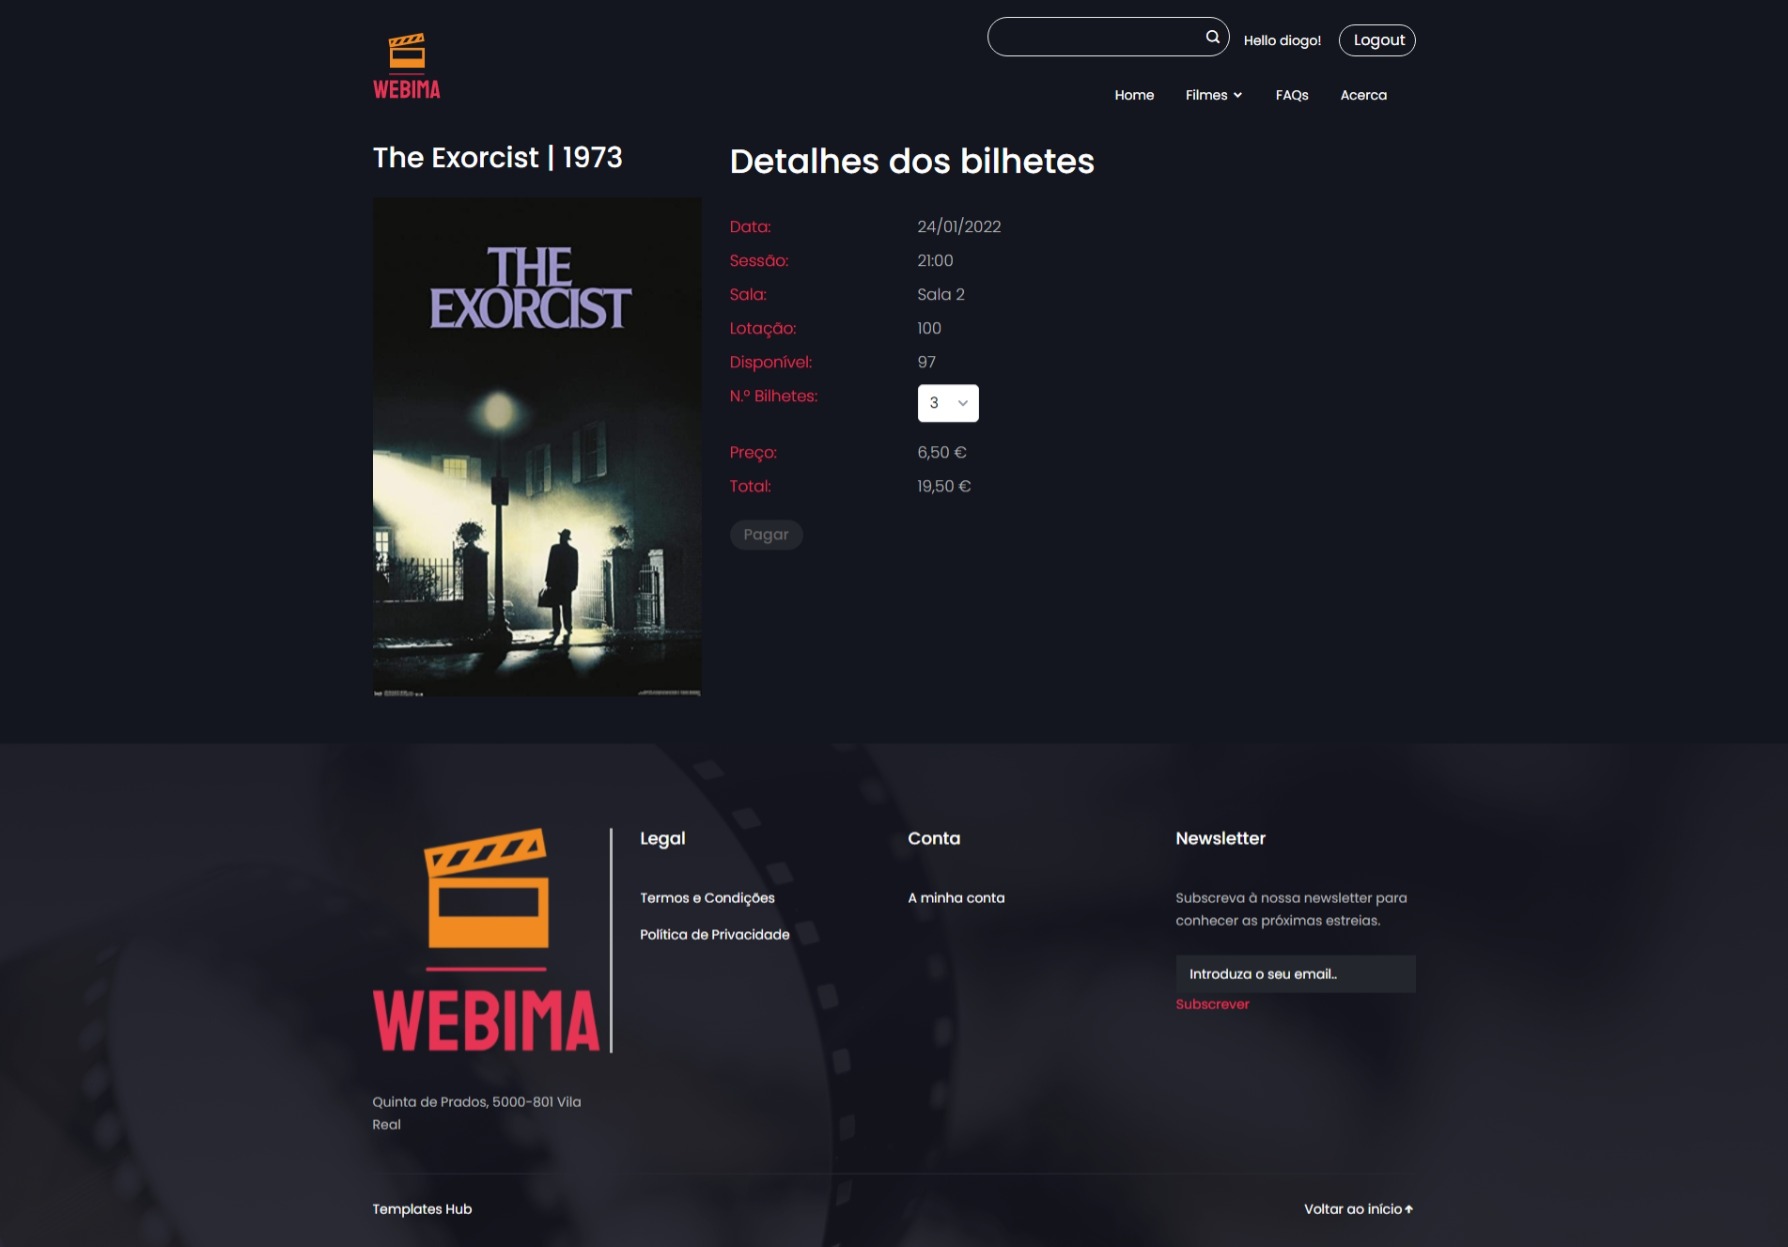 WEBIMA
Hello diogo!
Logout
Home
Filmes
FAQs
Acerca
The Exorcist | 1973
THE
EXORCIST
Detalhes dos bilhetes
Data: 24/01/2022
Sessão: 21:00
Sala: Sala 2
Lotação: 100
Disponível: 97
N.º Bilhetes: 3
Preço: 6,50 €
Total: 19,50 €
Pagar
WEBIMA
Quinta de Prados, 5000-801 Vila
Real
Legal
Termos e Condições
Política de Privacidade
Conta
A minha conta
Newsletter
Subscreva à nossa newsletter para
conhecer as próximas estreias.
Introduza o seu email..
Subscrever
Templates Hub
Voltar ao início